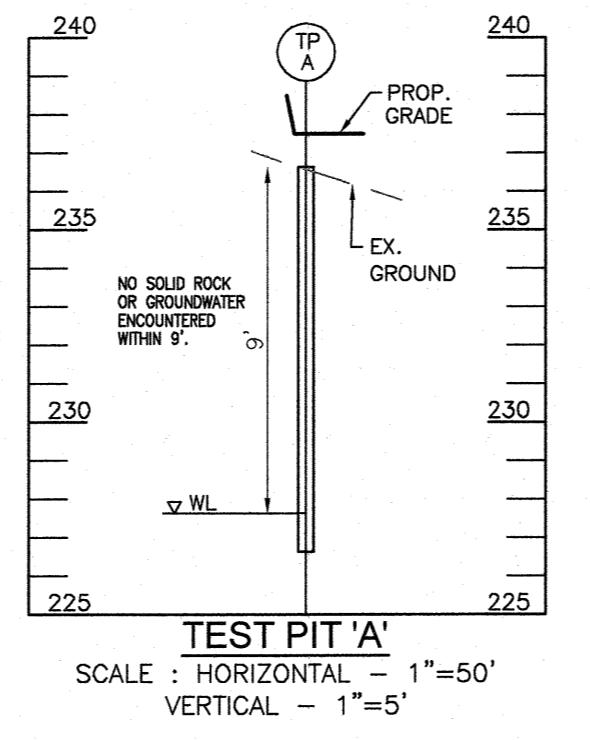 240
240
TP
A
PROP.
GRADE
235
235
EX.
GROUND
NO SOLID ROCK
OR GROUNDWATER
ENCOUNTERED
WITHIN 9'.
9'
230
230
WL
225
225
TEST PIT 'A'
SCALE : HORIZONTAL - 1"=50'
VERTICAL - 1"=5'